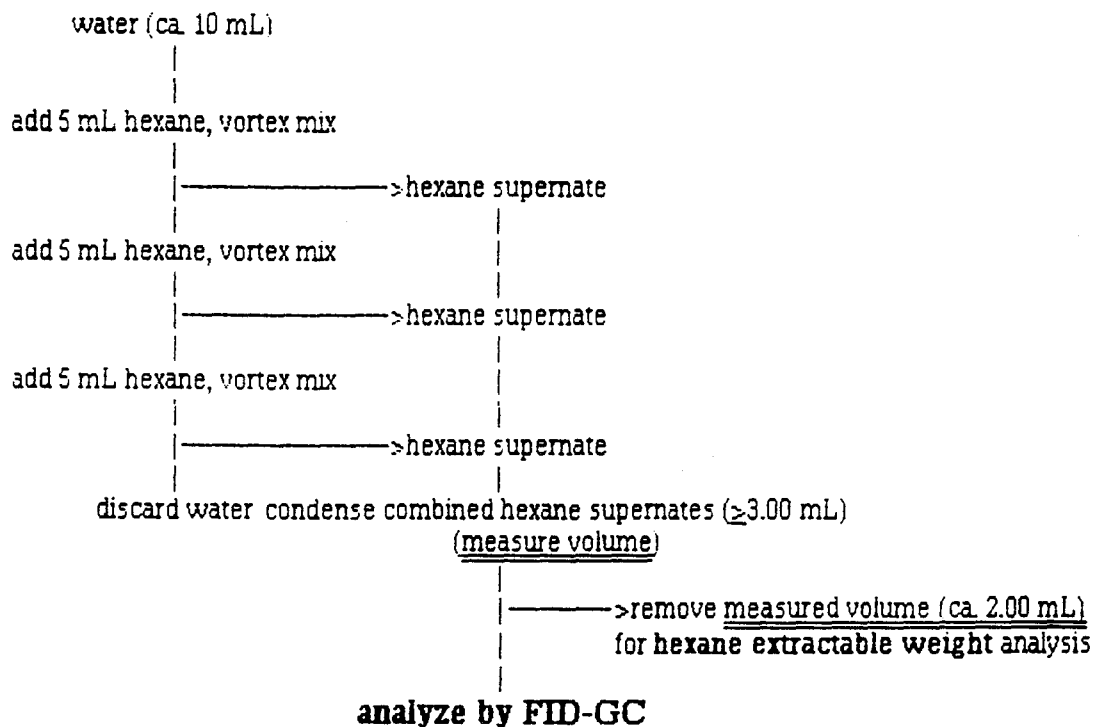 water (ca. 10 mL)
add 5 mL hexane, vortex mix
>hexane supernate
add 5 mL hexane, vortex mix
>hexane supernate
add 5 mL hexane, vortex mix
>hexane supernate
discard water condense combined hexane supernates (≥3.00 mL)
(measure volume)
>remove measured volume (ca. 2.00 mL)
for hexane extractable weight analysis
analyze by FID-GC